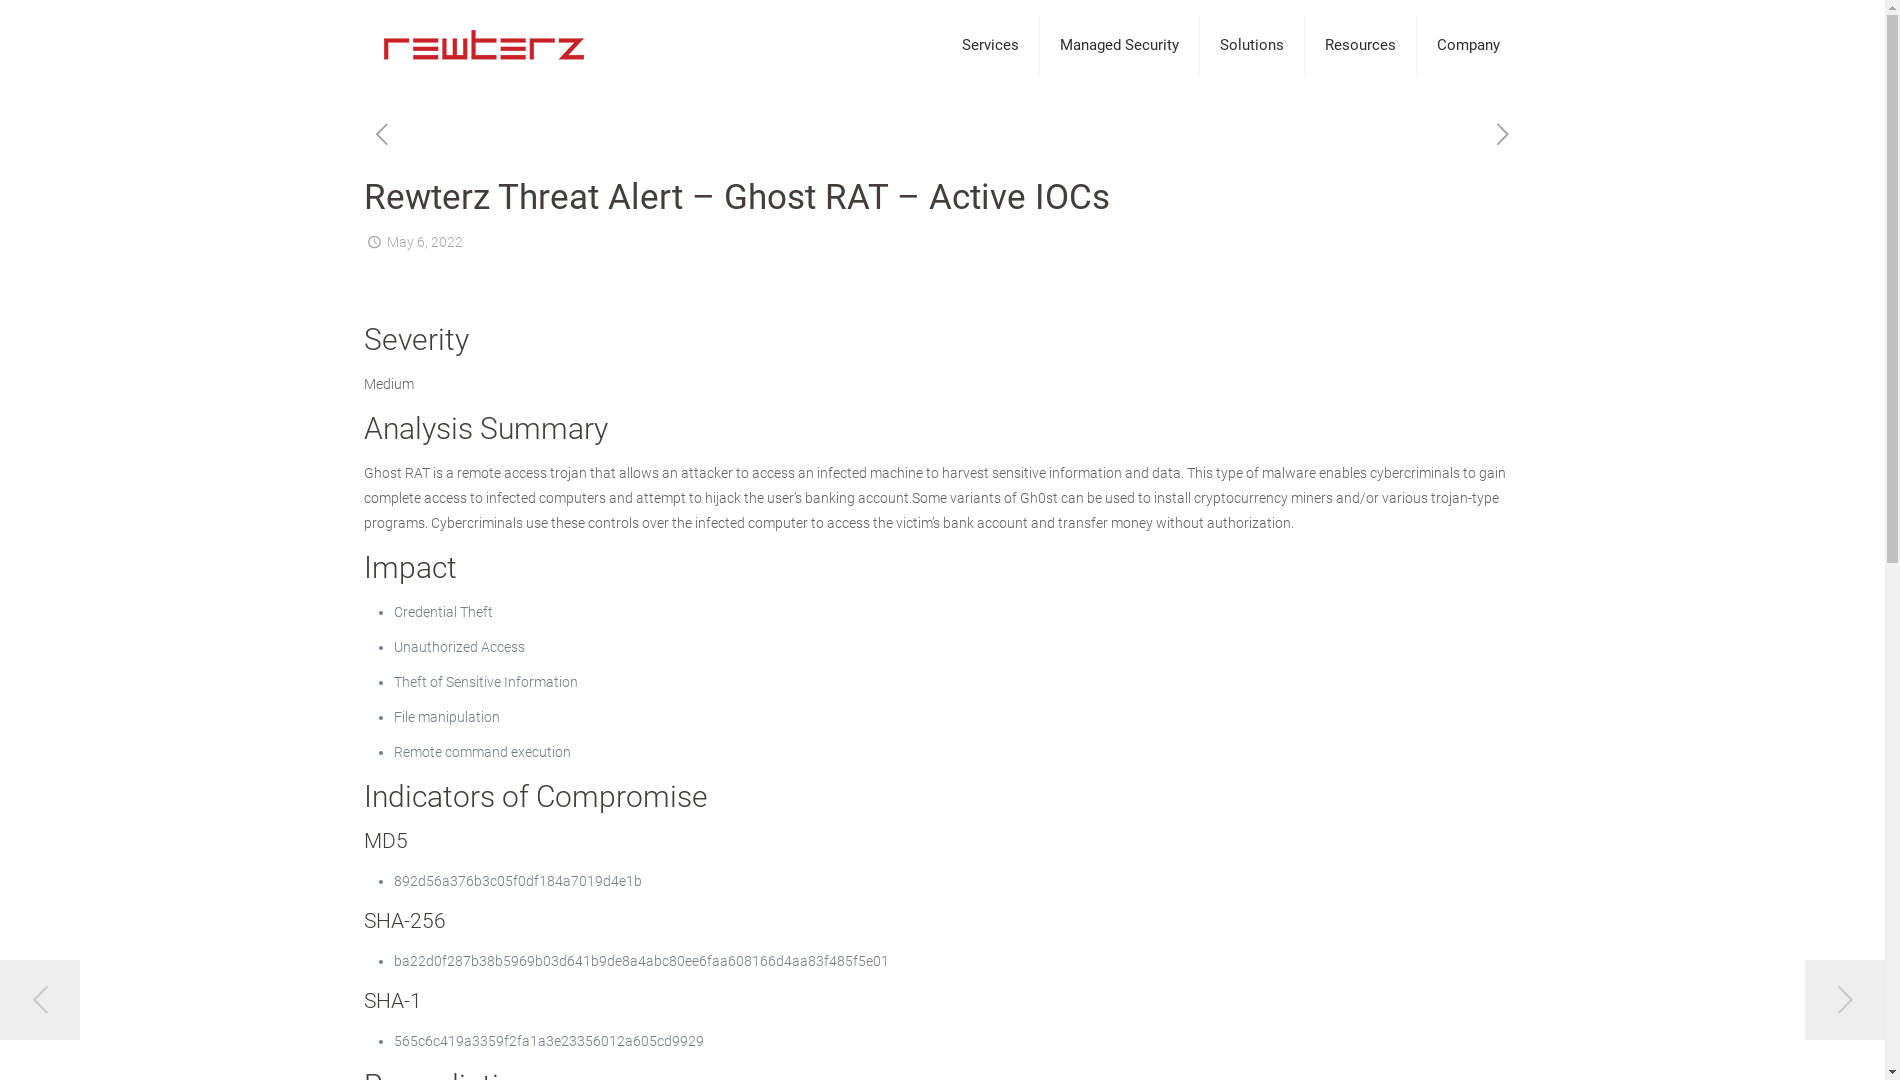 rewterz
Services
Managed Security
Solutions
Resources
Company
Rewterz Threat Alert – Ghost RAT – Active IOCs
May 6, 2022
Severity
Medium
Analysis Summary
Ghost RAT is a remote access trojan that allows an attacker to access an infected machine to harvest sensitive information and data. This type of malware enables cybercriminals to gain
complete access to infected computers and attempt to hijack the user’s banking account.Some variants of Gh0st can be used to install cryptocurrency miners and/or various trojan-type
programs. Cybercriminals use these controls over the infected computer to access the victim’s bank account and transfer money without authorization.
Impact
• Credential Theft
• Unauthorized Access
• Theft of Sensitive Information
• File manipulation
• Remote command execution
Indicators of Compromise
MD5
• 892d56a376b3c05f0df184a7019d4e1b
SHA-256
• ba22d0f287b38b5969b03d641b9de8a4abc80ee6faa608166d4aa83f485f5e01
SHA-1
• 565c6c419a3359f2fa1a3e23356012a605cd9929